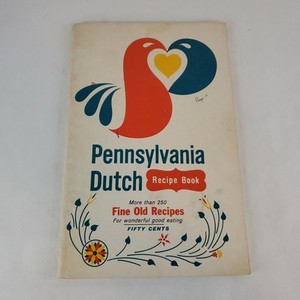 Pennsylvania
Dutch Recipe Book
More than 250
Fine Old Recipes
For wonderful good eating
FIFTY CENTS